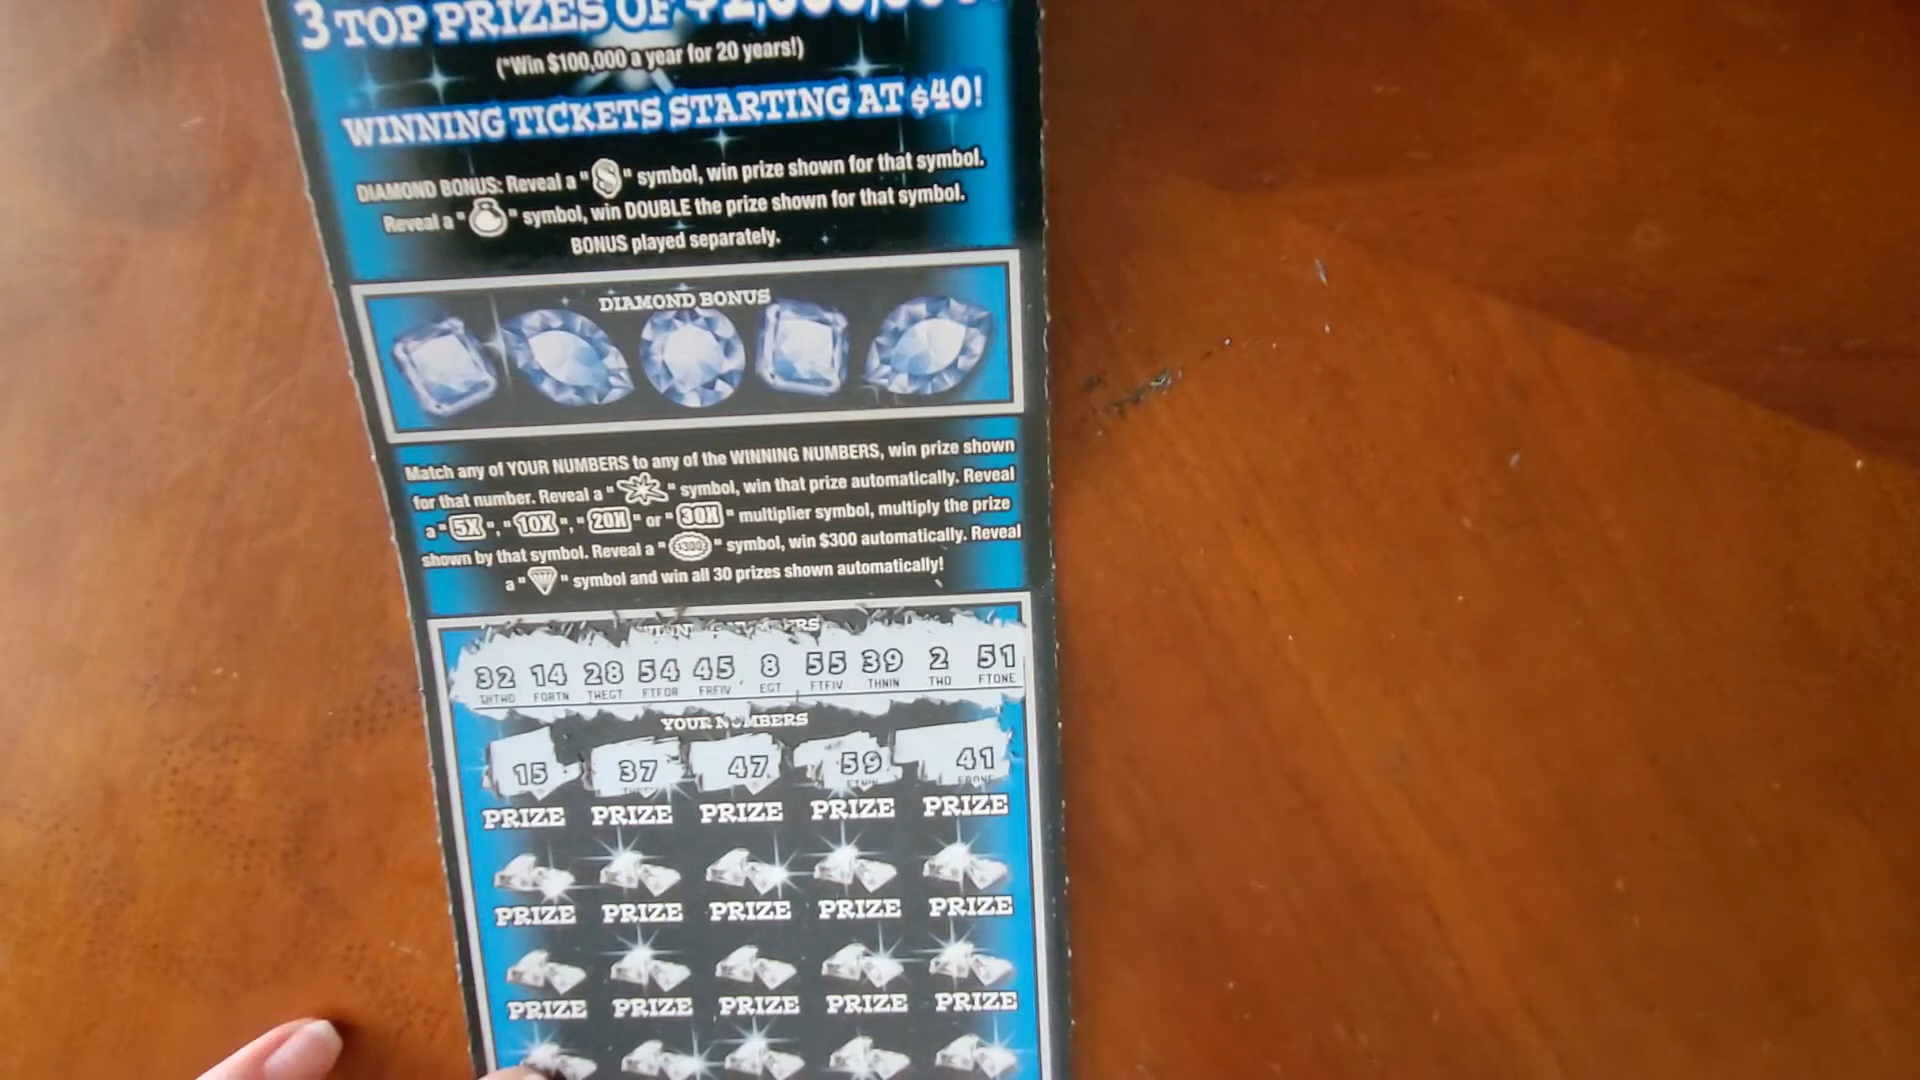 3 TOP PRIZES OF
(*Win $100,000 a year for 20 years!)
WINNING TICKETS STARTING AT $40!
DIAMOND BONUS: Reveal a " " symbol, win prize shown for that symbol.
Reveal a " " symbol, win DOUBLE the prize shown for that symbol.
BONUS played separately.
DIAMOND BONUS
Match any of YOUR NUMBERS to any of the WINNING NUMBERS, win prize shown
for that number. Reveal a " " symbol, win that prize automatically. Reveal
a "5X", "10X", "20X" or "30X" multiplier symbol, multiply the prize
shown by that symbol. Reveal a "$300" symbol, win $300 automatically. Reveal
a " " symbol and win all 30 prizes shown automatically!
32 14 28 54 45 8 55 39 2 51
THTWO FORTN TWEGT FTFOR FRFIV EGT FTFIV THNIN TWO FTONE
YOUR NUMBERS
15 37 47 59 41
PRIZE PRIZE PRIZE PRIZE PRIZE
PRIZE PRIZE PRIZE PRIZE PRIZE
PRIZE PRIZE PRIZE PRIZE PRIZE